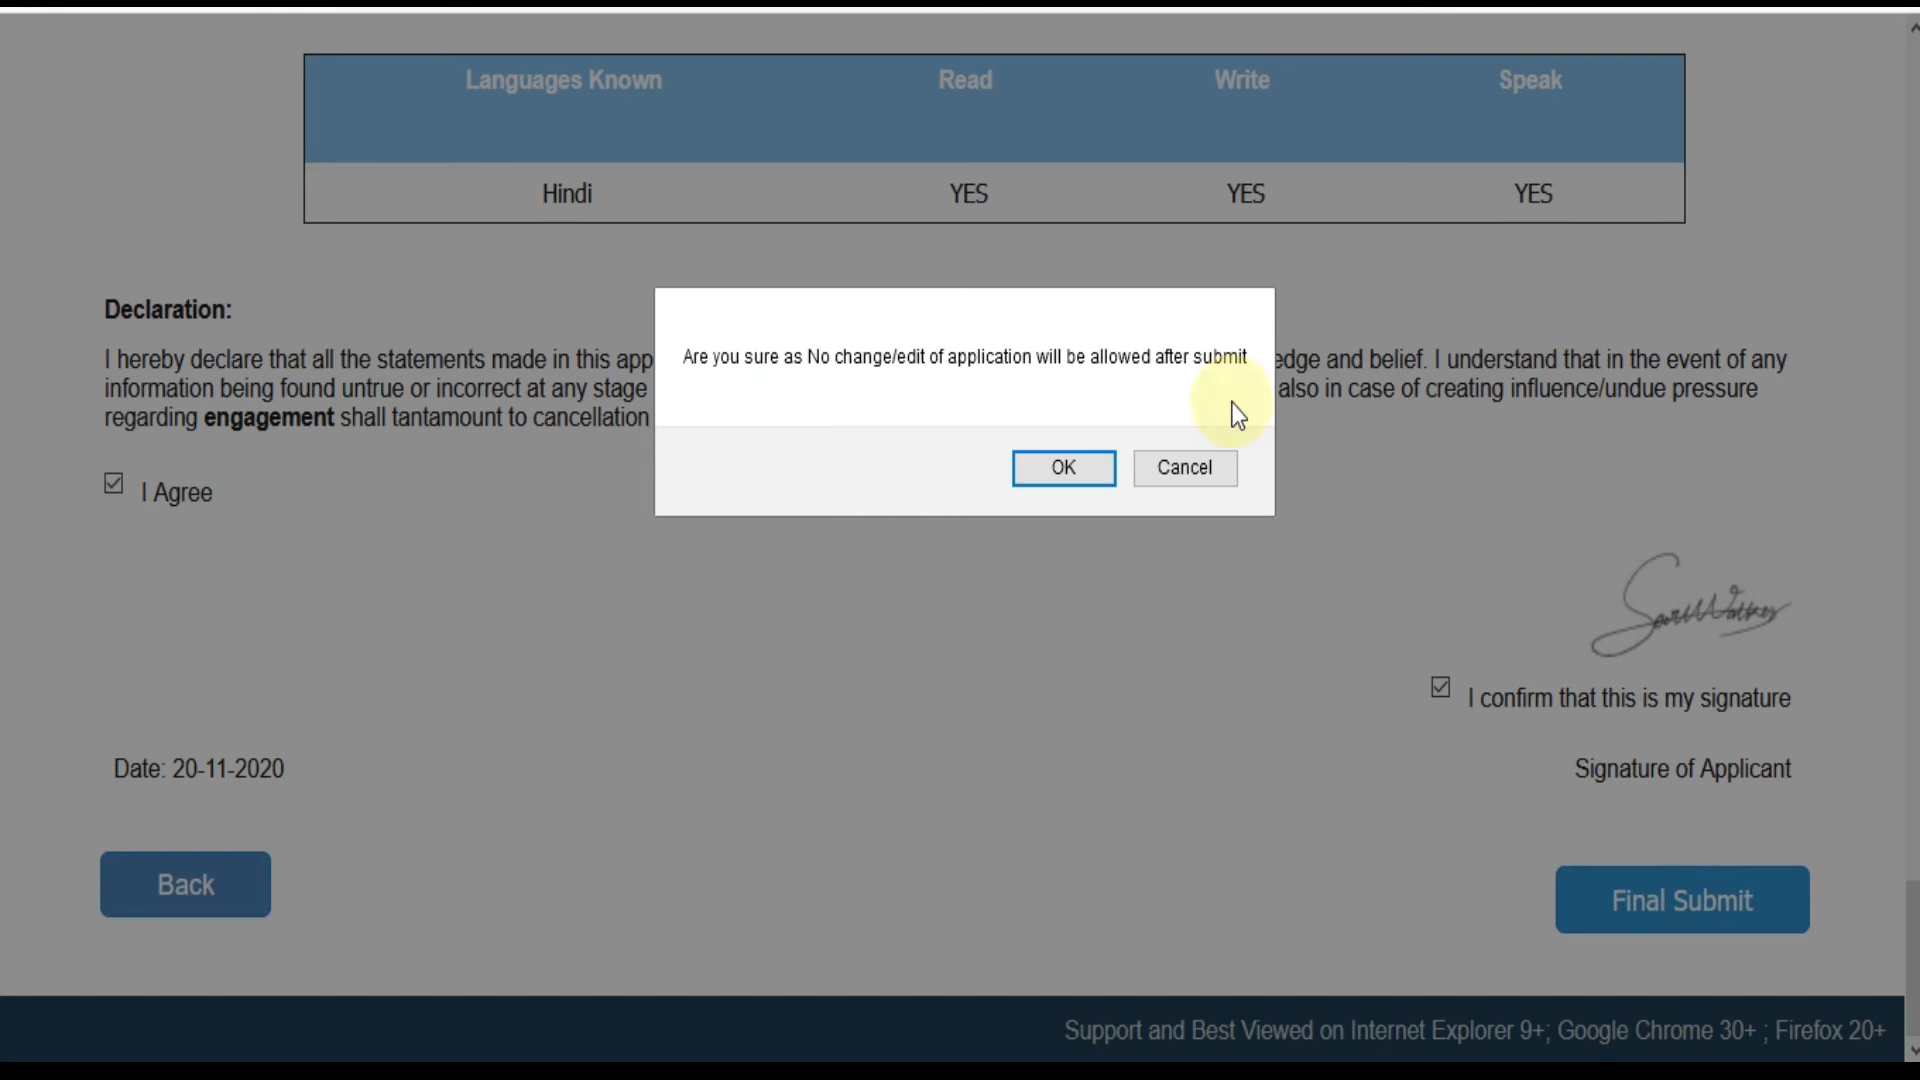 Languages Known Read Write Speak
Hindi YES YES YES
Declaration:
I hereby declare that all the statements made in this app
edge and belief. I understand that in the event of any
information being found untrue or incorrect at any stage
also in case of creating influence/undue pressure
regarding engagement shall tantamount to cancellation
Are you sure as No change/edit of application will be allowed after submit
OK Cancel
I Agree
I confirm that this is my signature
Date: 20-11-2020 Signature of Applicant
Back Final Submit
Support and Best Viewed on Internet Explorer 9+; Google Chrome 30+ ; Firefox 20+